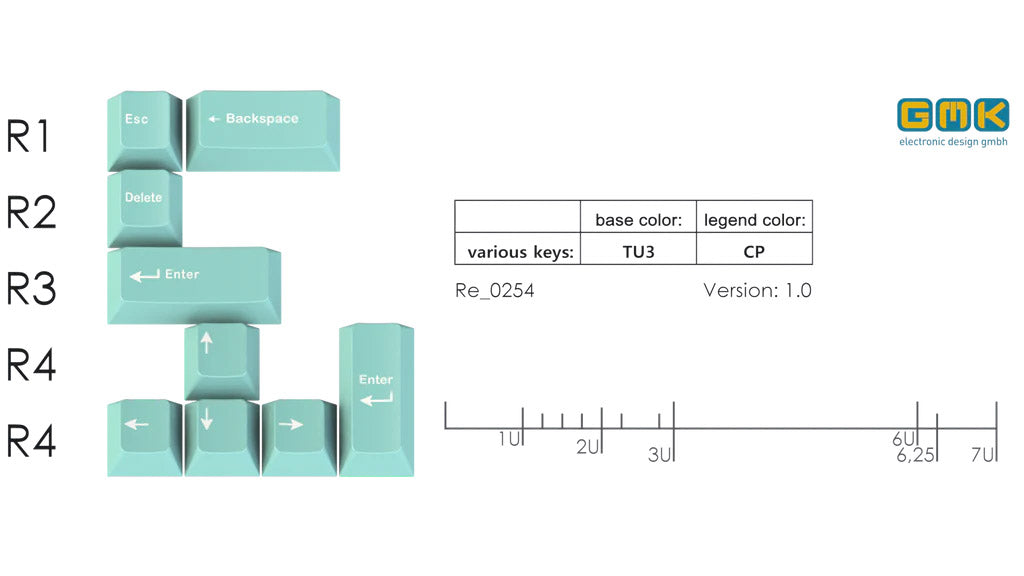 R1
Esc
Backspace
GMK
electronic design gmbh
R2
Delete
base color:
legend color:
various keys:
TU3
CP
R3
Enter
Re_0254
Version: 1.0
R4
Enter
R4
1U
2U
3U
6U
6,25
7U